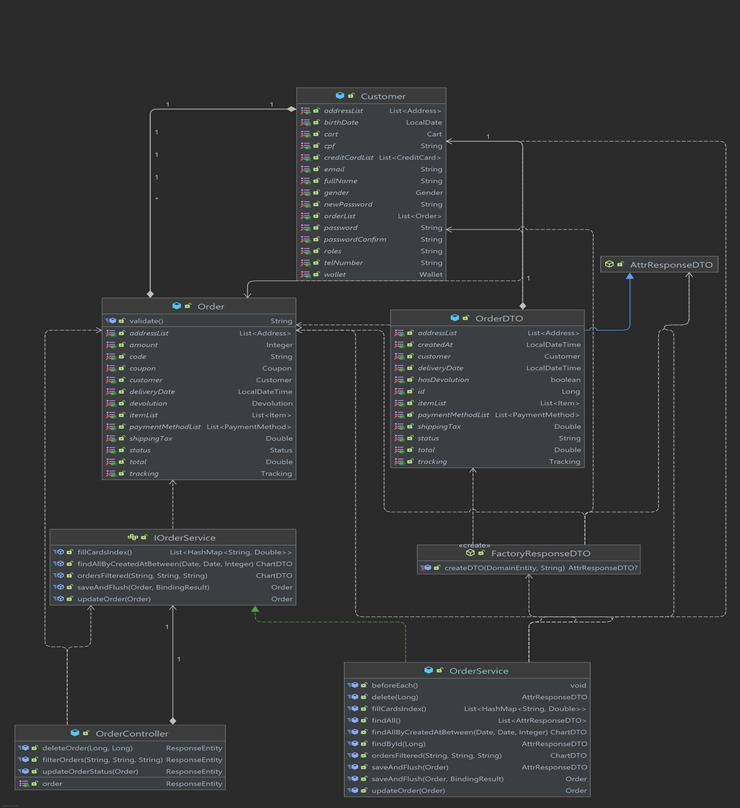 Customer
addressList List<Address>
birthDate LocalDate
cart Cart
cpf String
creditCardList List<CreditCard>
email String
fullName String
gender Gender
newPassword String
orderList List<Order>
password String
passwordConfirm String
roles String
telNumber String
wallet Wallet
1 1
1
1
1
*
1
1
AttrResponseDTO
Order
validate() String
addressList List<Address>
amount Integer
code String
coupon Coupon
customer Customer
deliveryDate LocalDateTime
devolution Devolution
itemList List<Item>
paymentMethodList List<PaymentMethod>
shippingTax Double
status Status
total Double
tracking Tracking
OrderDTO
addressList List<Address>
createdAt LocalDateTime
customer Customer
deliveryDate LocalDateTime
hasDevolution boolean
id Long
itemList List<Item>
paymentMethodList List<PaymentMethod>
shippingTax Double
status String
total Double
tracking Tracking
IOrderService
fillCardsIndex() List<HashMap<String, Double>>
findAllByCreatedAtBetween(Date, Date, Integer) ChartDTO
ordersFiltered(String, String, String) ChartDTO
saveAndFlush(Order, BindingResult) Order
updateOrder(Order) Order
«create»
FactoryResponseDTO
createDTO(DomainEntity, String) AttrResponseDTO?
1
1
OrderService
beforeEach() void
delete(Long) AttrResponseDTO
fillCardsIndex() List<HashMap<String, Double>>
findAll() List<AttrResponseDTO>
findAllByCreatedAtBetween(Date, Date, Integer) ChartDTO
findById(Long) AttrResponseDTO
ordersFiltered(String, String, String) ChartDTO
saveAndFlush(Order) AttrResponseDTO
saveAndFlush(Order, BindingResult) Order
updateOrder(Order) Order
OrderController
deleteOrder(Long, Long) ResponseEntity
filterOrders(String, String, String) ResponseEntity
updateOrderStatus(Order) ResponseEntity
order ResponseEntity